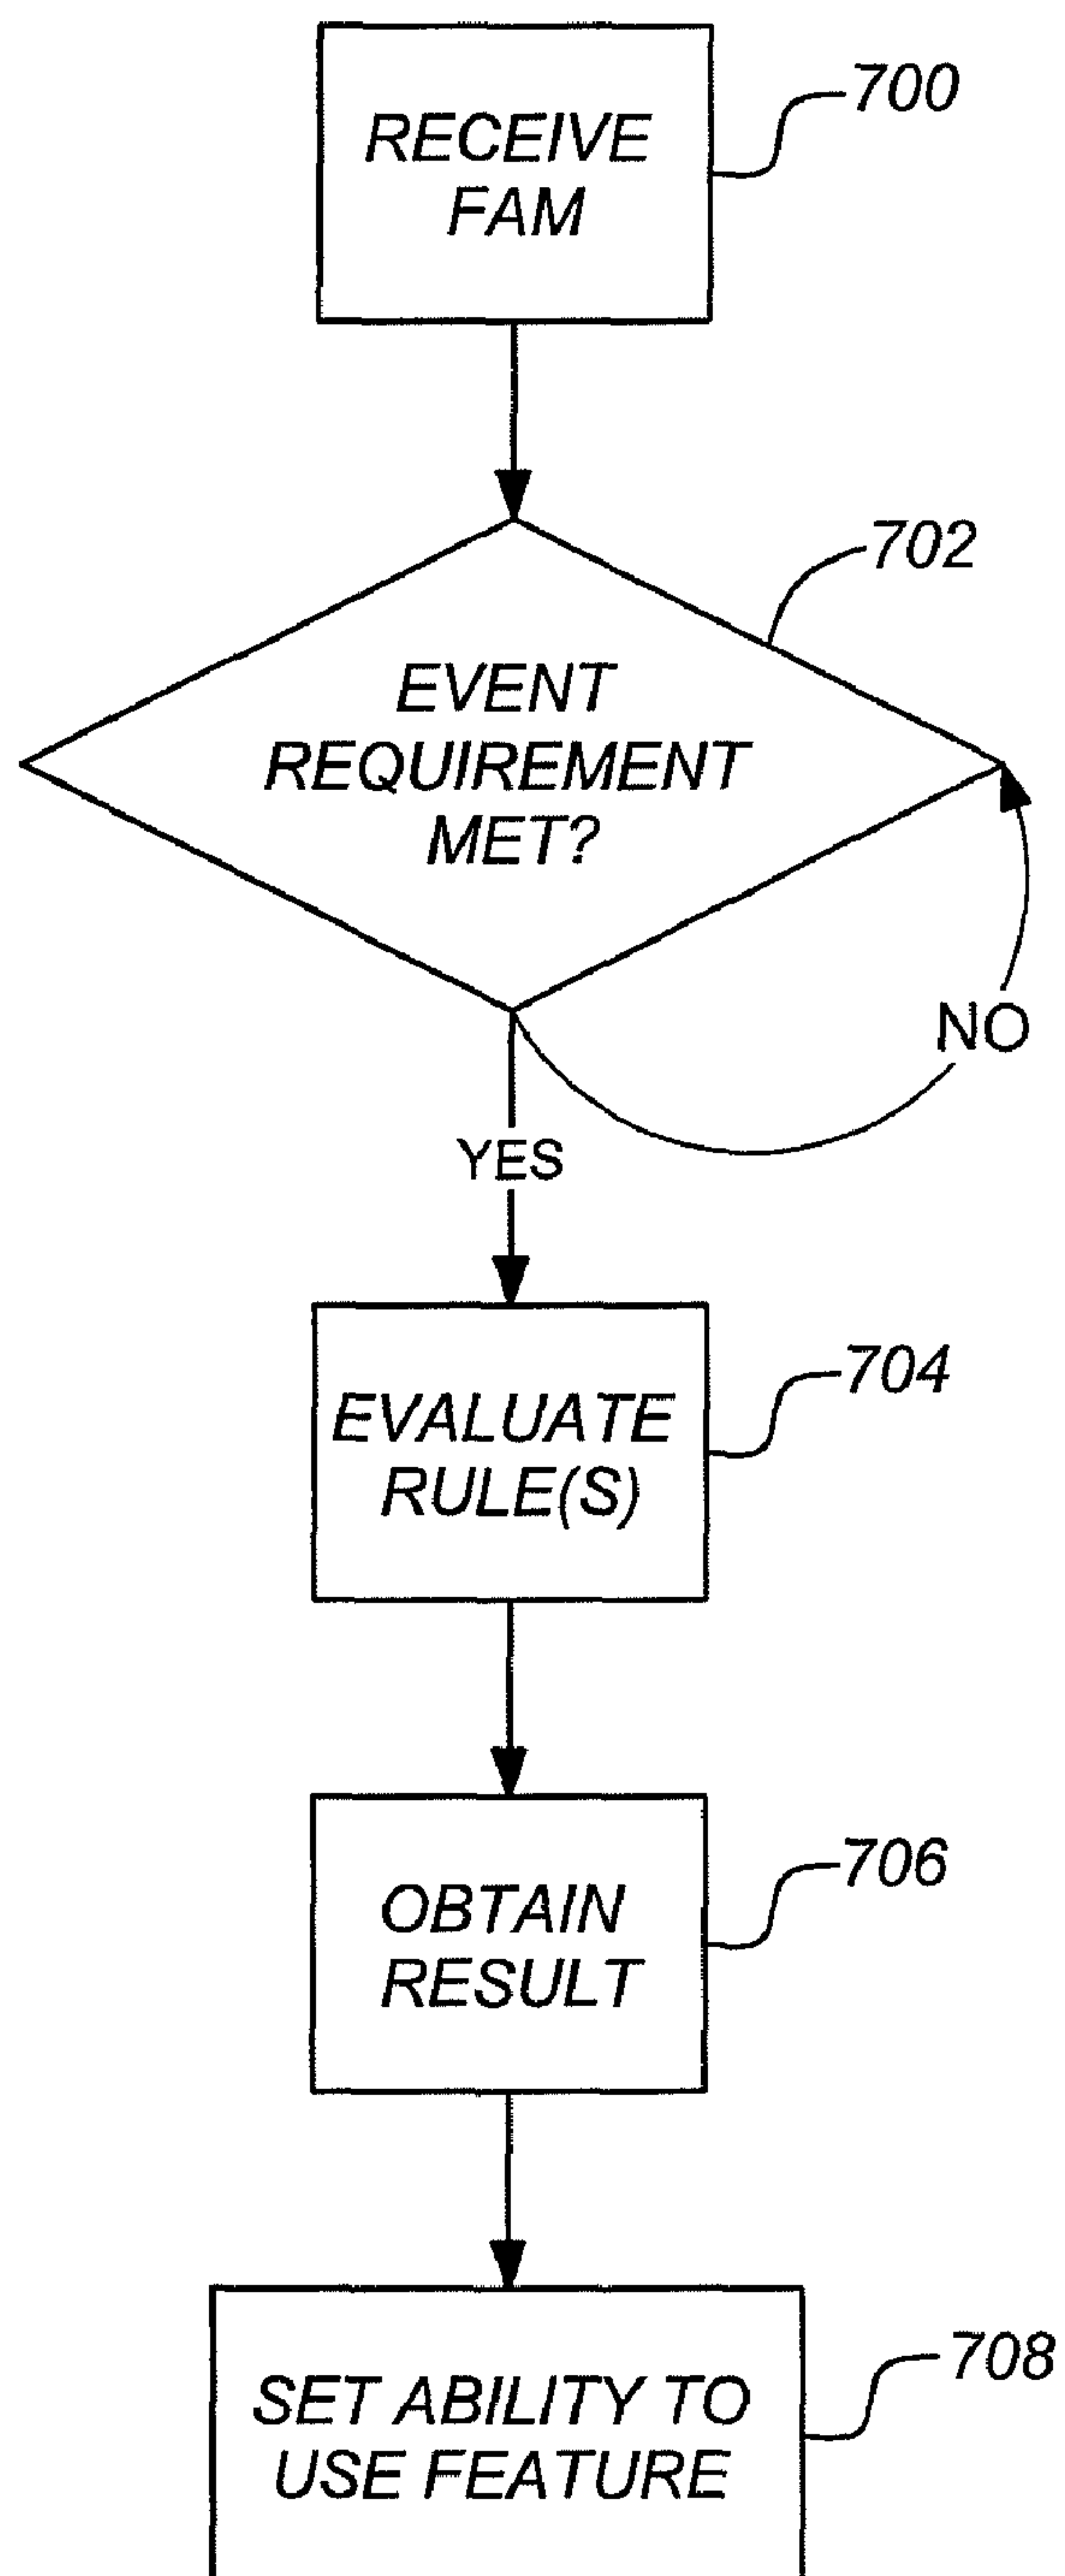 RECEIVE
FAM
700
702
EVENT
REQUIREMENT
MET?
NO
YES
704
EVALUATE
RULE(S)
706
OBTAIN
RESULT
708
SET ABILITY TO
USE FEATURE